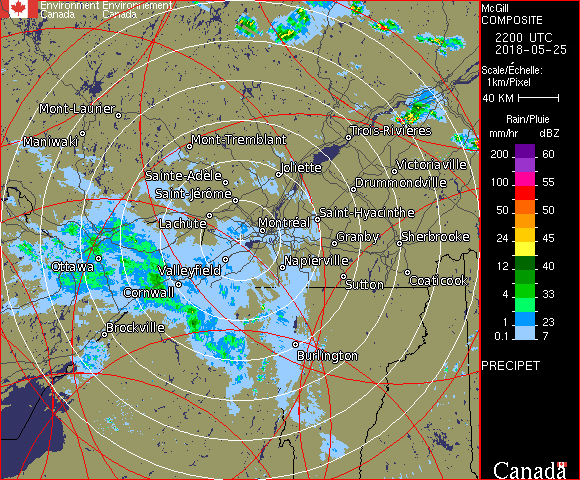 Environment Environnement
Canada Canada
McGill
COMPOSITE
2200 UTC
2018-05-25
Scale/Échelle:
1km/Pixel
40 KM
Rain/Pluie
mm/hr dBZ
200 60
100 55
50 50
24 45
12 40
4 33
1 23
0.1 7
PRECIPET
Canada
Mont-Laurier
Maniwaki
Mont-Tremblant
Trois-Rivières
Sainte-Adèle
Joliette
Victoriaville
Saint-Jérôme
Drummondville
Lachute
Montréal
Saint-Hyacinthe
Granby
Sherbrooke
Ottawa
Valleyfield
Napierville
Cornwall
Sutton
Coaticook
Brockville
Burlington